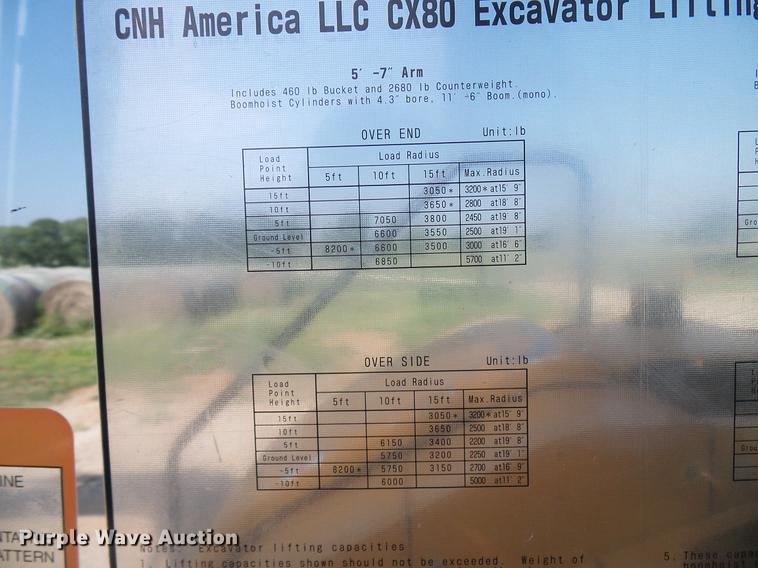 CNH America LLC CX80 Excavator Lifting
5' -7" Arm
Includes 460 lb Bucket and 2680 lb Counterweight.
Boomhoist Cylinders with 4.3" bore, 11' -6" Boom.(mono).
OVER END Unit:lb
Load Point Height Load Radius
5ft 10ft 15ft Max.Radius
15ft 3050* 3200* at15' 9"
10ft 3650* 2800 at18' 8"
5ft 7050 3800 2450 at19' 8"
Ground Level 6600 3550 2500 at19' 1"
-5ft 8200* 6600 3500 3000 at16' 6"
-10ft 6850 5700 at11' 2"
OVER SIDE Unit:lb
Load Point Height Load Radius
5ft 10ft 15ft Max.Radius
15ft 3050* 3200* at15' 9"
10ft 3650 2500 at18' 8"
5ft 6150 3400 2200 at19' 8"
Ground Level 5750 3200 2250 at19' 1"
-5ft 8200* 5750 3150 2700 at16' 9"
-10ft 6000 5000 at11' 2"
Notes: Excavator lifting capacities
1. Lifting capacities shown should not be exceeded. Weight of
5. These capa
INE
NTA
ATTERN
Purple Wave Auction